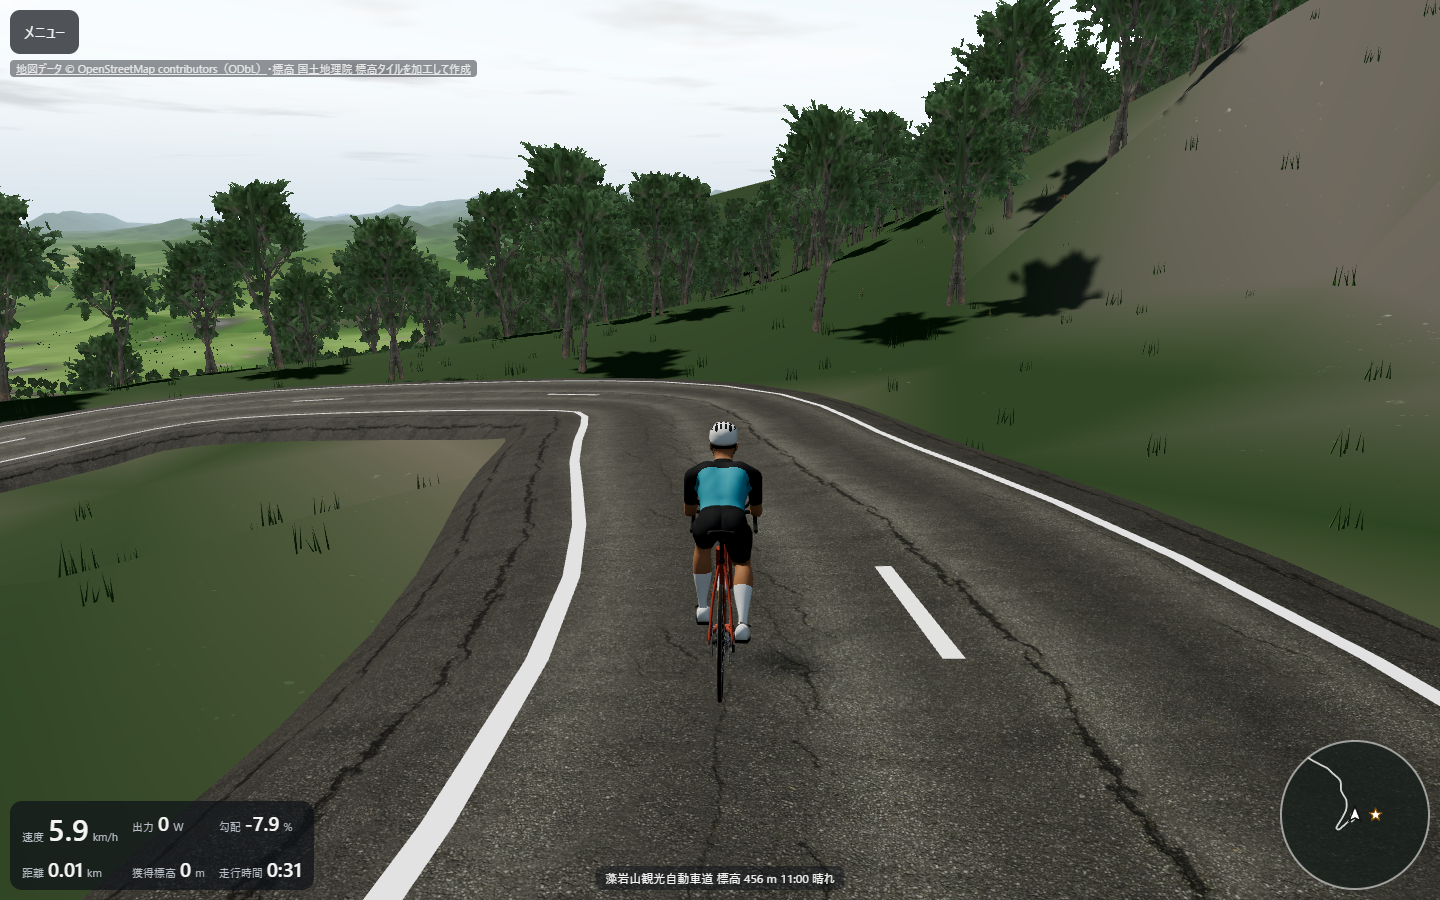 メニュー
地図データ © OpenStreetMap contributors（ODbL）・標高 国土地理院 標高タイルを加工して作成
速度 5.9 km/h 出力 0 W 勾配 -7.9 %
距離 0.01 km 獲得標高 0 m 走行時間 0:31
藻岩山観光自動車道 標高 456 m 11:00 晴れ